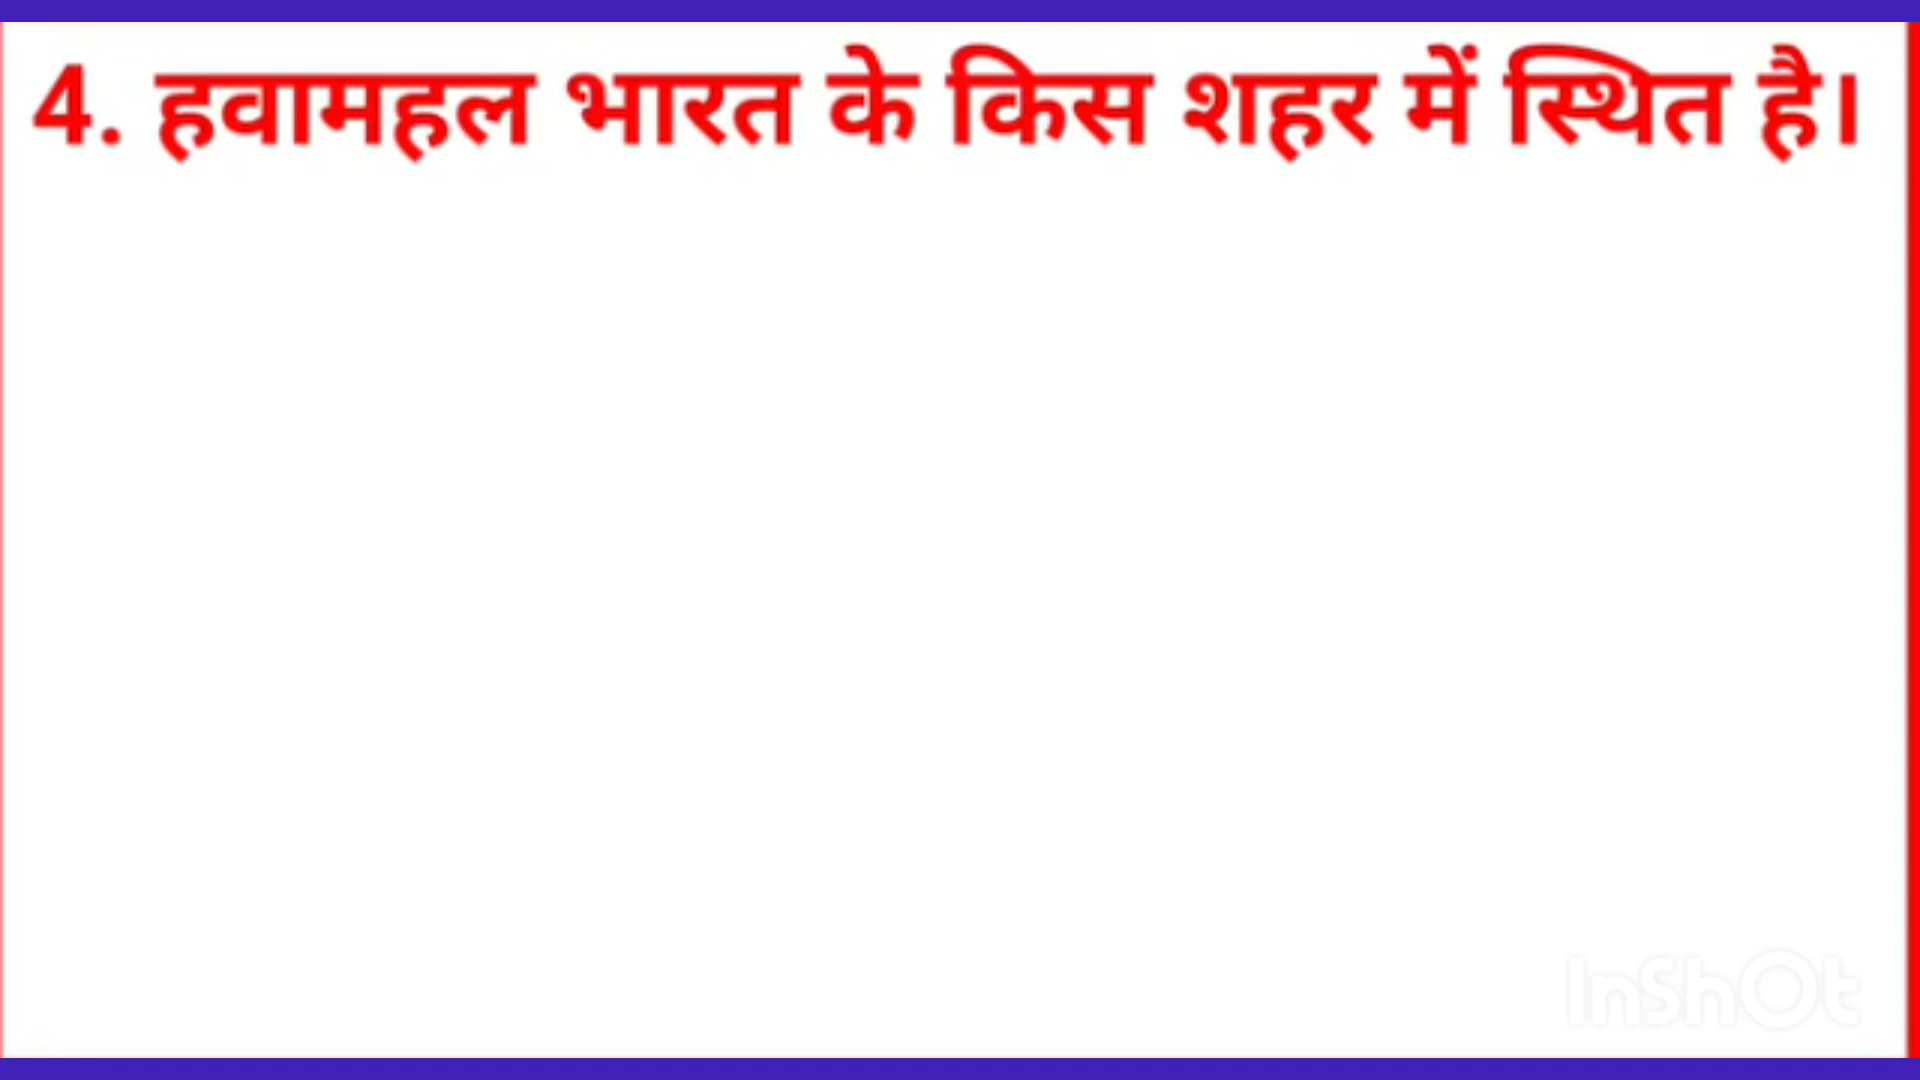 4. हवामहल भारत के किस शहर में स्थित है।
InShOt